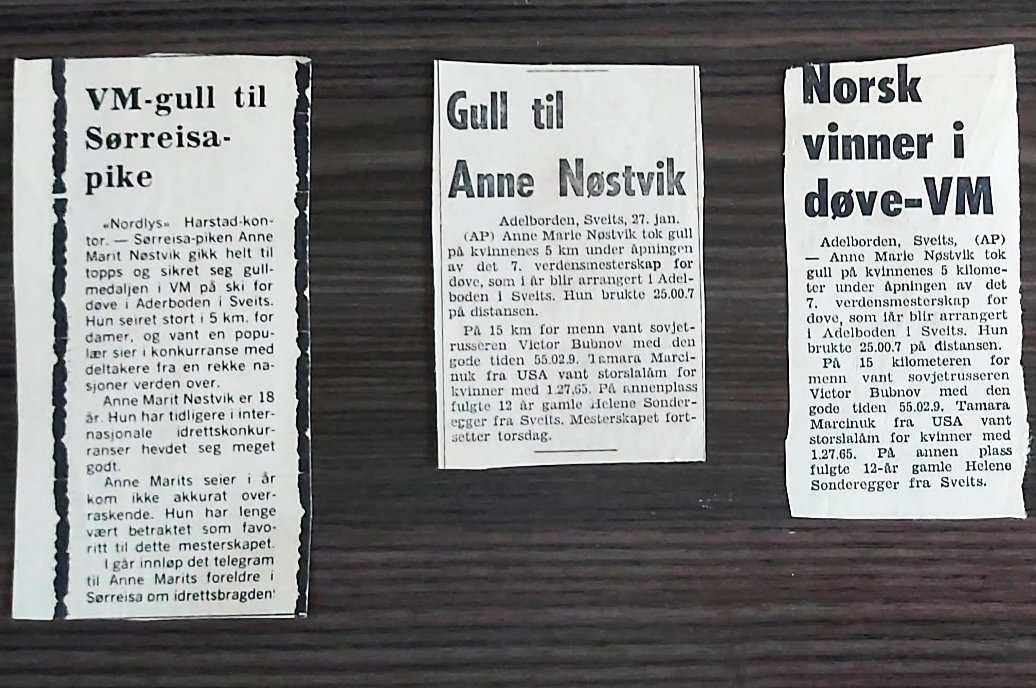 VM-gull til
Sørreisa-
pike
«Nordlys» Harstad-kon-
tor. — Sørreisa-piken Anne
Marit Nøstvik gikk helt til
topps og sikret seg gull-
medaljen i VM på ski for
døve i Aderboden i Sveits.
Hun seiret stort i 5 km. for
damer, og vant en popu-
lær sier i konkurranse med
deltakere fra en rekke na-
sjoner verden over.
Anne Marit Nøstvik er 18
år. Hun har tidligere i inter-
nasjonale idrettskonkur-
ranser hevdet seg meget
godt.
Anne Marits seier i år
kom ikke akkurat over-
raskende. Hun har lenge
vært betraktet som favo-
ritt til dette mesterskapet.
I går innløp det telegram
til Anne Marits foreldre i
Sørreisa om idrettsbragden
Gull til
Anne Nøstvik
Adelborden, Sveits, 27. jan.
(AP) Anne Marie Nøstvik tok gull
på kvinnenes 5 km under åpningen
av det 7. verdensmesterskap for
døve, som i år blir arrangert i Adel-
boden i Sveits. Hun brukte 25.00.7
på distansen.
På 15 km for menn vant sovjet-
russeren Victor Bubnov med den
gode tiden 55.02.9. Tamara Marci-
nuk fra USA vant storslalåm for
kvinner med 1.27.65. På annenplass
fulgte 12 år gamle Helene Sonder-
egger fra Sveits. Mesterskapet fort-
setter torsdag.
Norsk
vinner i
døve-VM
Adelborden, Sveits, (AP)
— Anne Marie Nøstvik tok
gull på kvinnenes 5 kilome-
ter under åpningen av det
7. verdensmesterskap for
døve, som iår blir arrangert
i Adelboden i Sveits. Hun
brukte 25.00.7 på distansen.
På 15 kilometeren for
menn vant sovjetrusseren
Victor Bubnov med den
gode tiden 55.02.9. Tamara
Marcinuk fra USA vant
storslalåm for kvinner med
1.27.65. På annen plass
fulgte 12-år gamle Helene
Sonderegger fra Sveits.